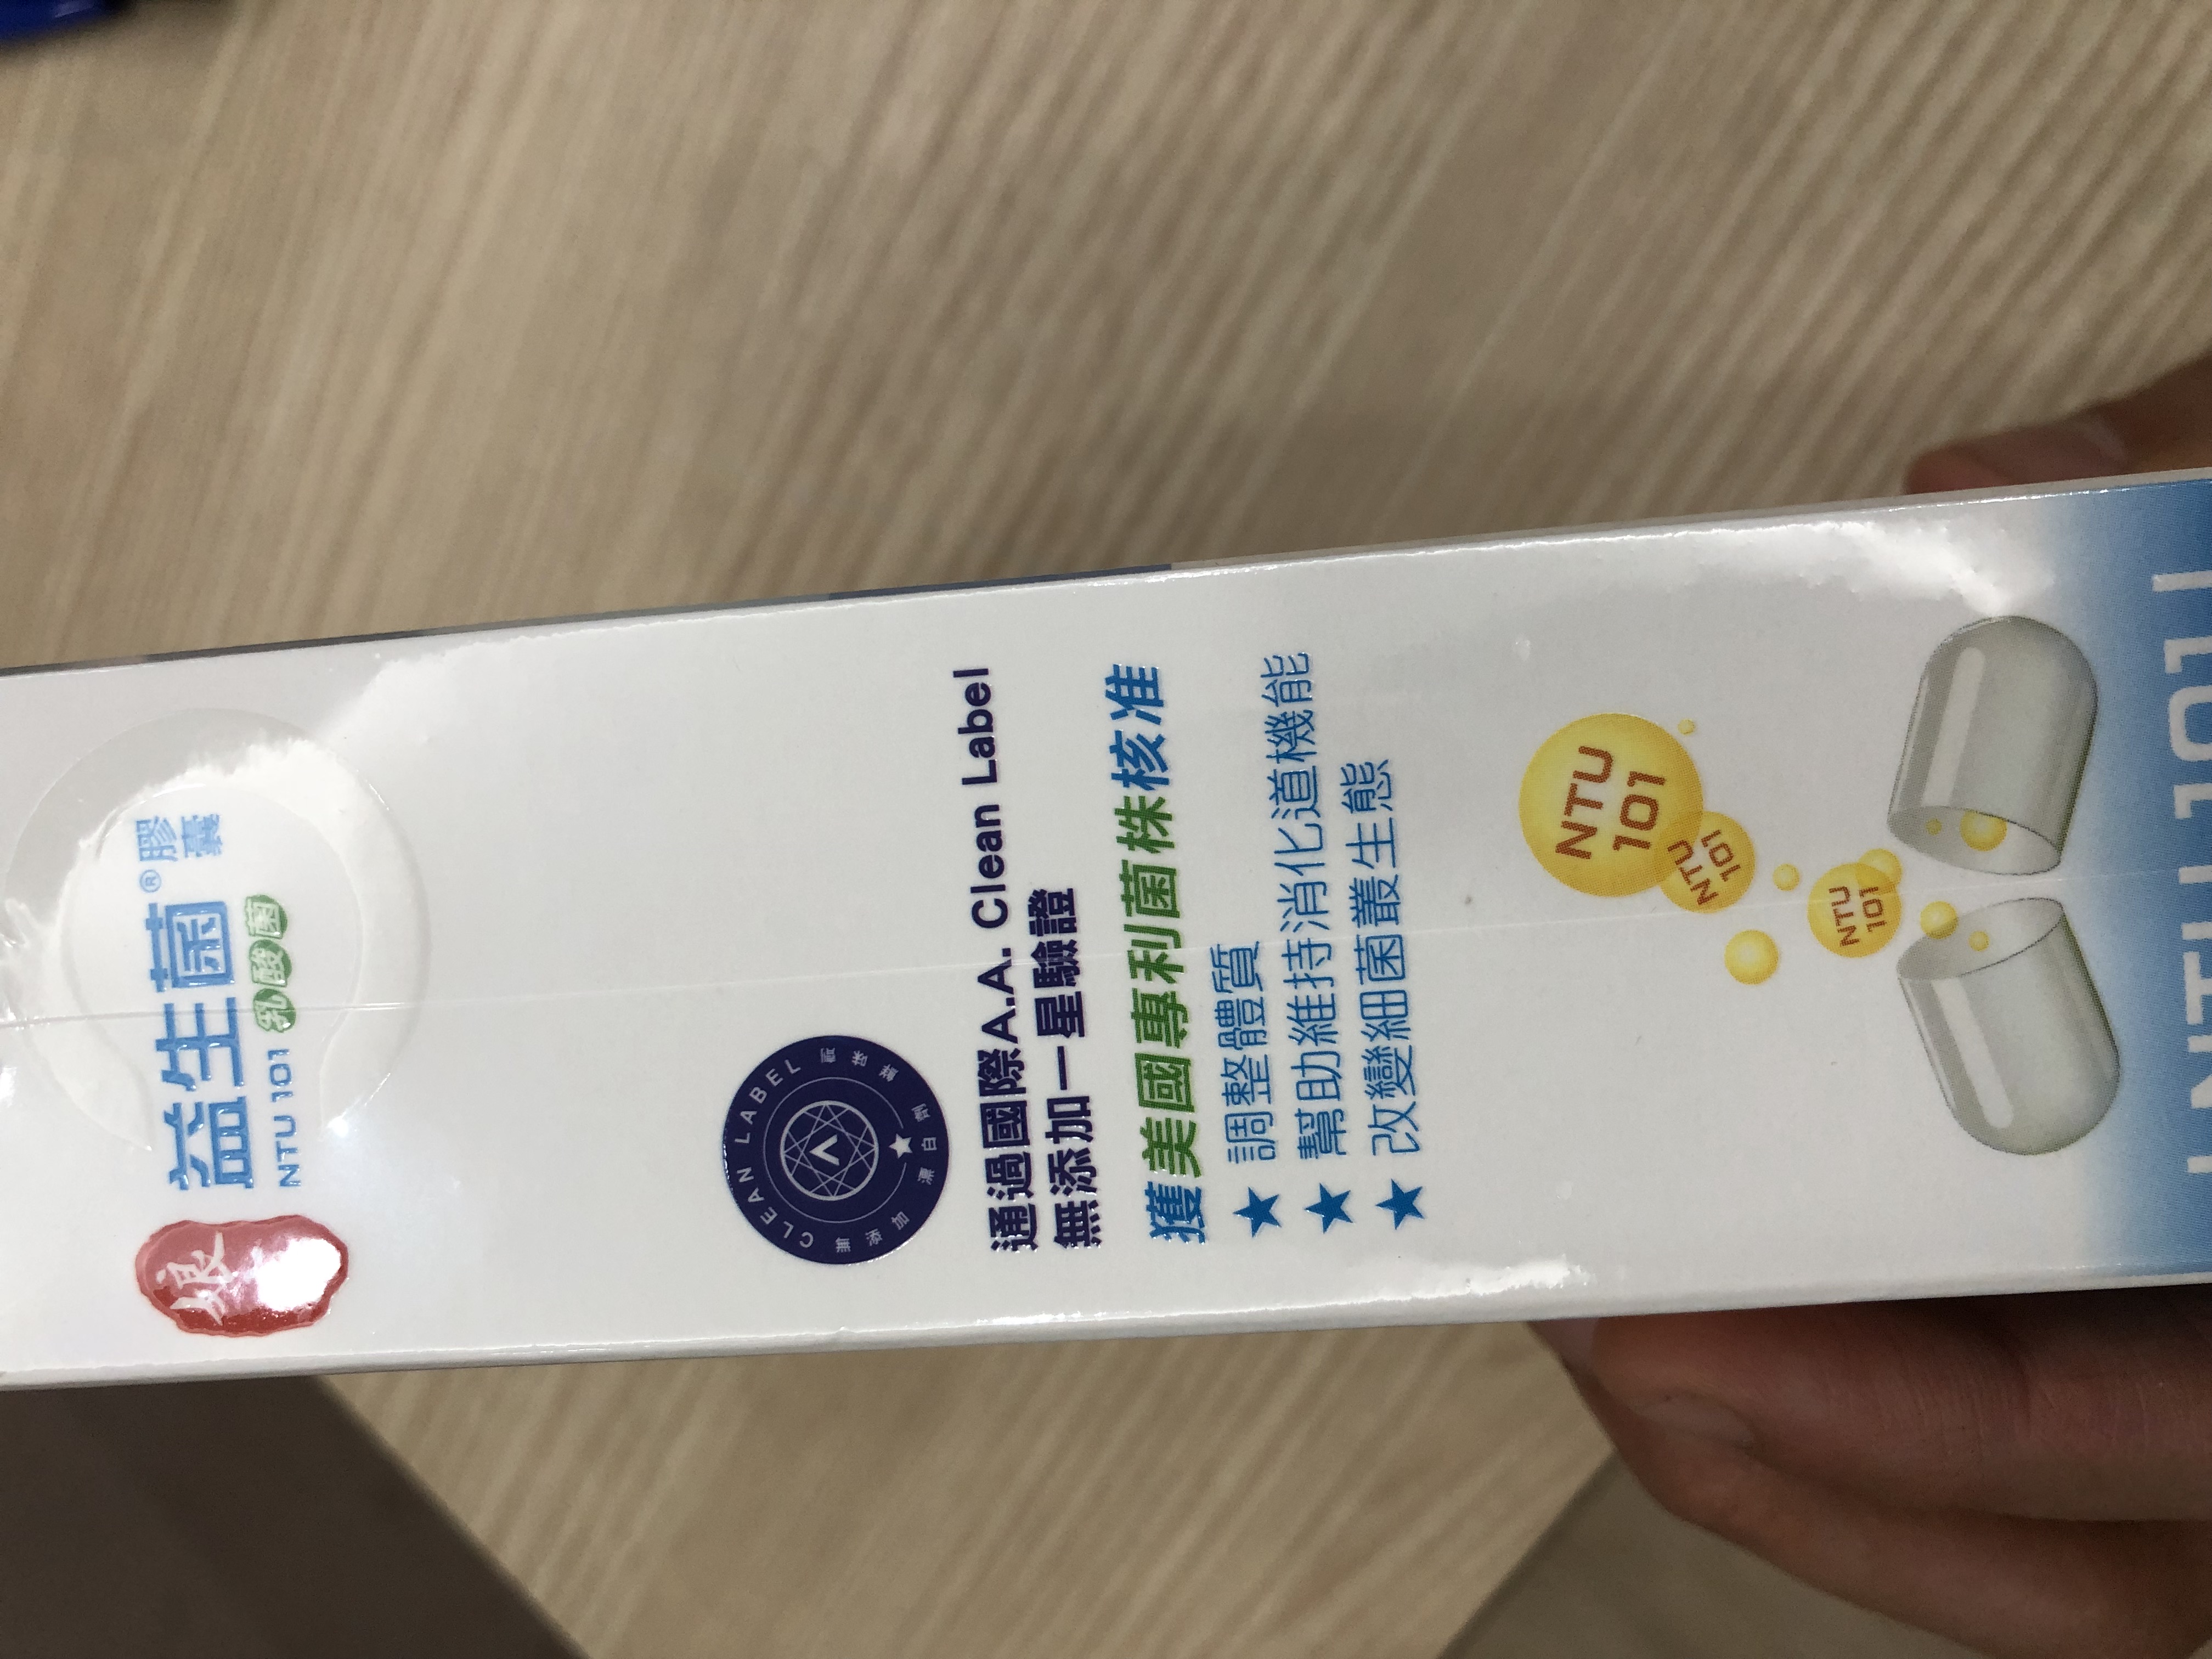 益生菌®膠囊
NTU 101 乳酸菌
CLEAN LABEL
通過國際A.A. Clean Label
無添加一星驗證
獲美國專利菌株核准
★ 調整體質
★ 幫助維持消化道機能
★ 改變細菌叢生態
NTU
101
NTU
101
NTU
101
NTU 101